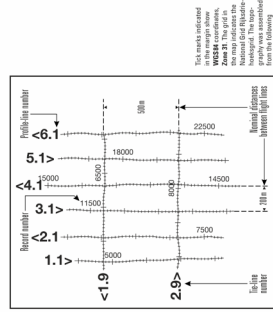 Profile-line number
Record number
<6.1
5.1>
<4.1
3.1>
<2.1
1.1>
22500
18000
15000
14500
11500
7500
5000
6500
8000
500m
200m
<1.9
2.9>
Tie-line
number
Nominal distances
between flight lines
Tick marks indicated
in the margin show
WGS84 coordinates,
Zone 31. The grid in
the map indicates the
National Grid Rijksdrie-
hoeksgrid. The topo-
graphy was assembled
from the following